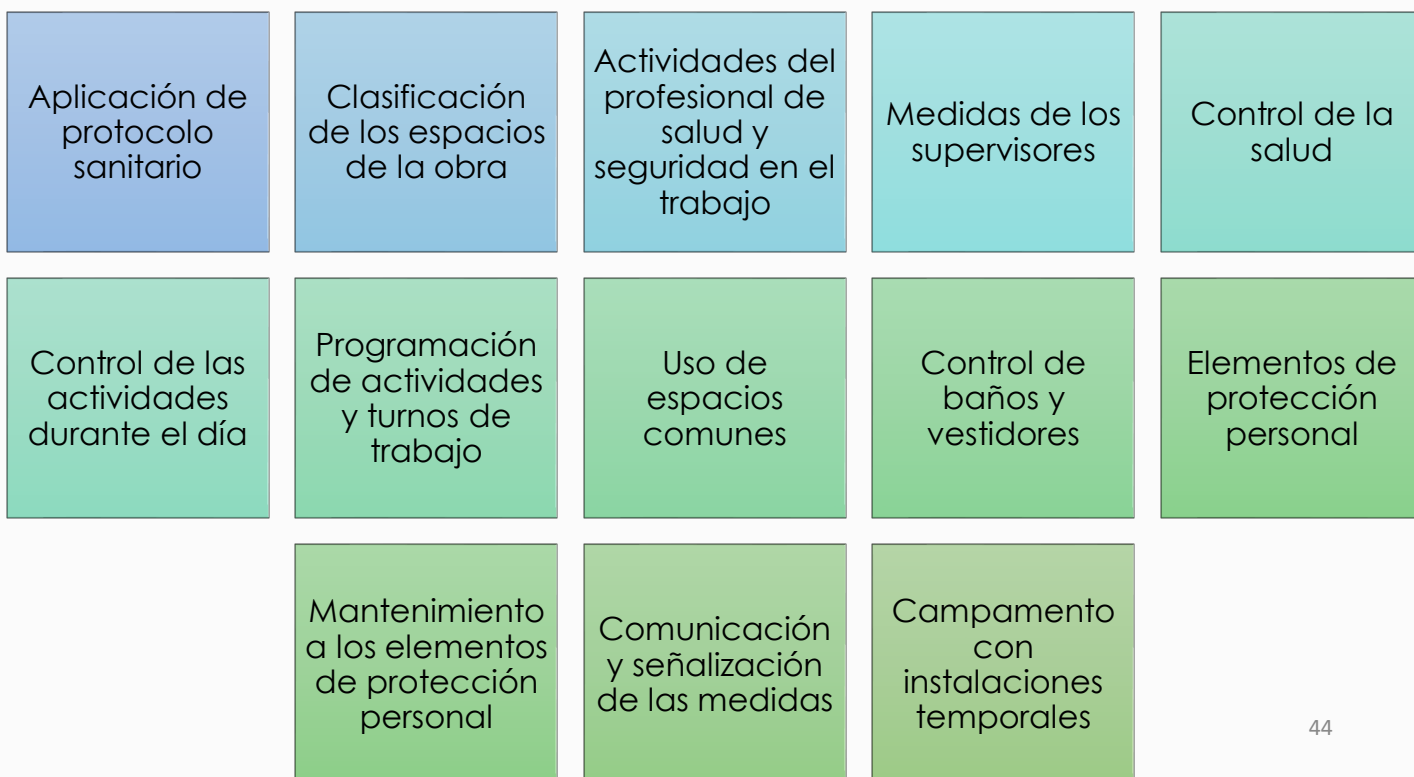 Aplicación de
protocolo
sanitario
Clasificación
de los espacios
de la obra
Actividades del
profesional de
salud y
seguridad en el
trabajo
Medidas de los
supervisores
Control de la
salud
Control de las
actividades
durante el día
Programación
de actividades
y turnos de
trabajo
Uso de
espacios
comunes
Control de
baños y
vestidores
Elementos de
protección
personal
Mantenimiento
a los elementos
de protección
personal
Comunicación
y señalización
de las medidas
Campamento
con
instalaciones
temporales
44